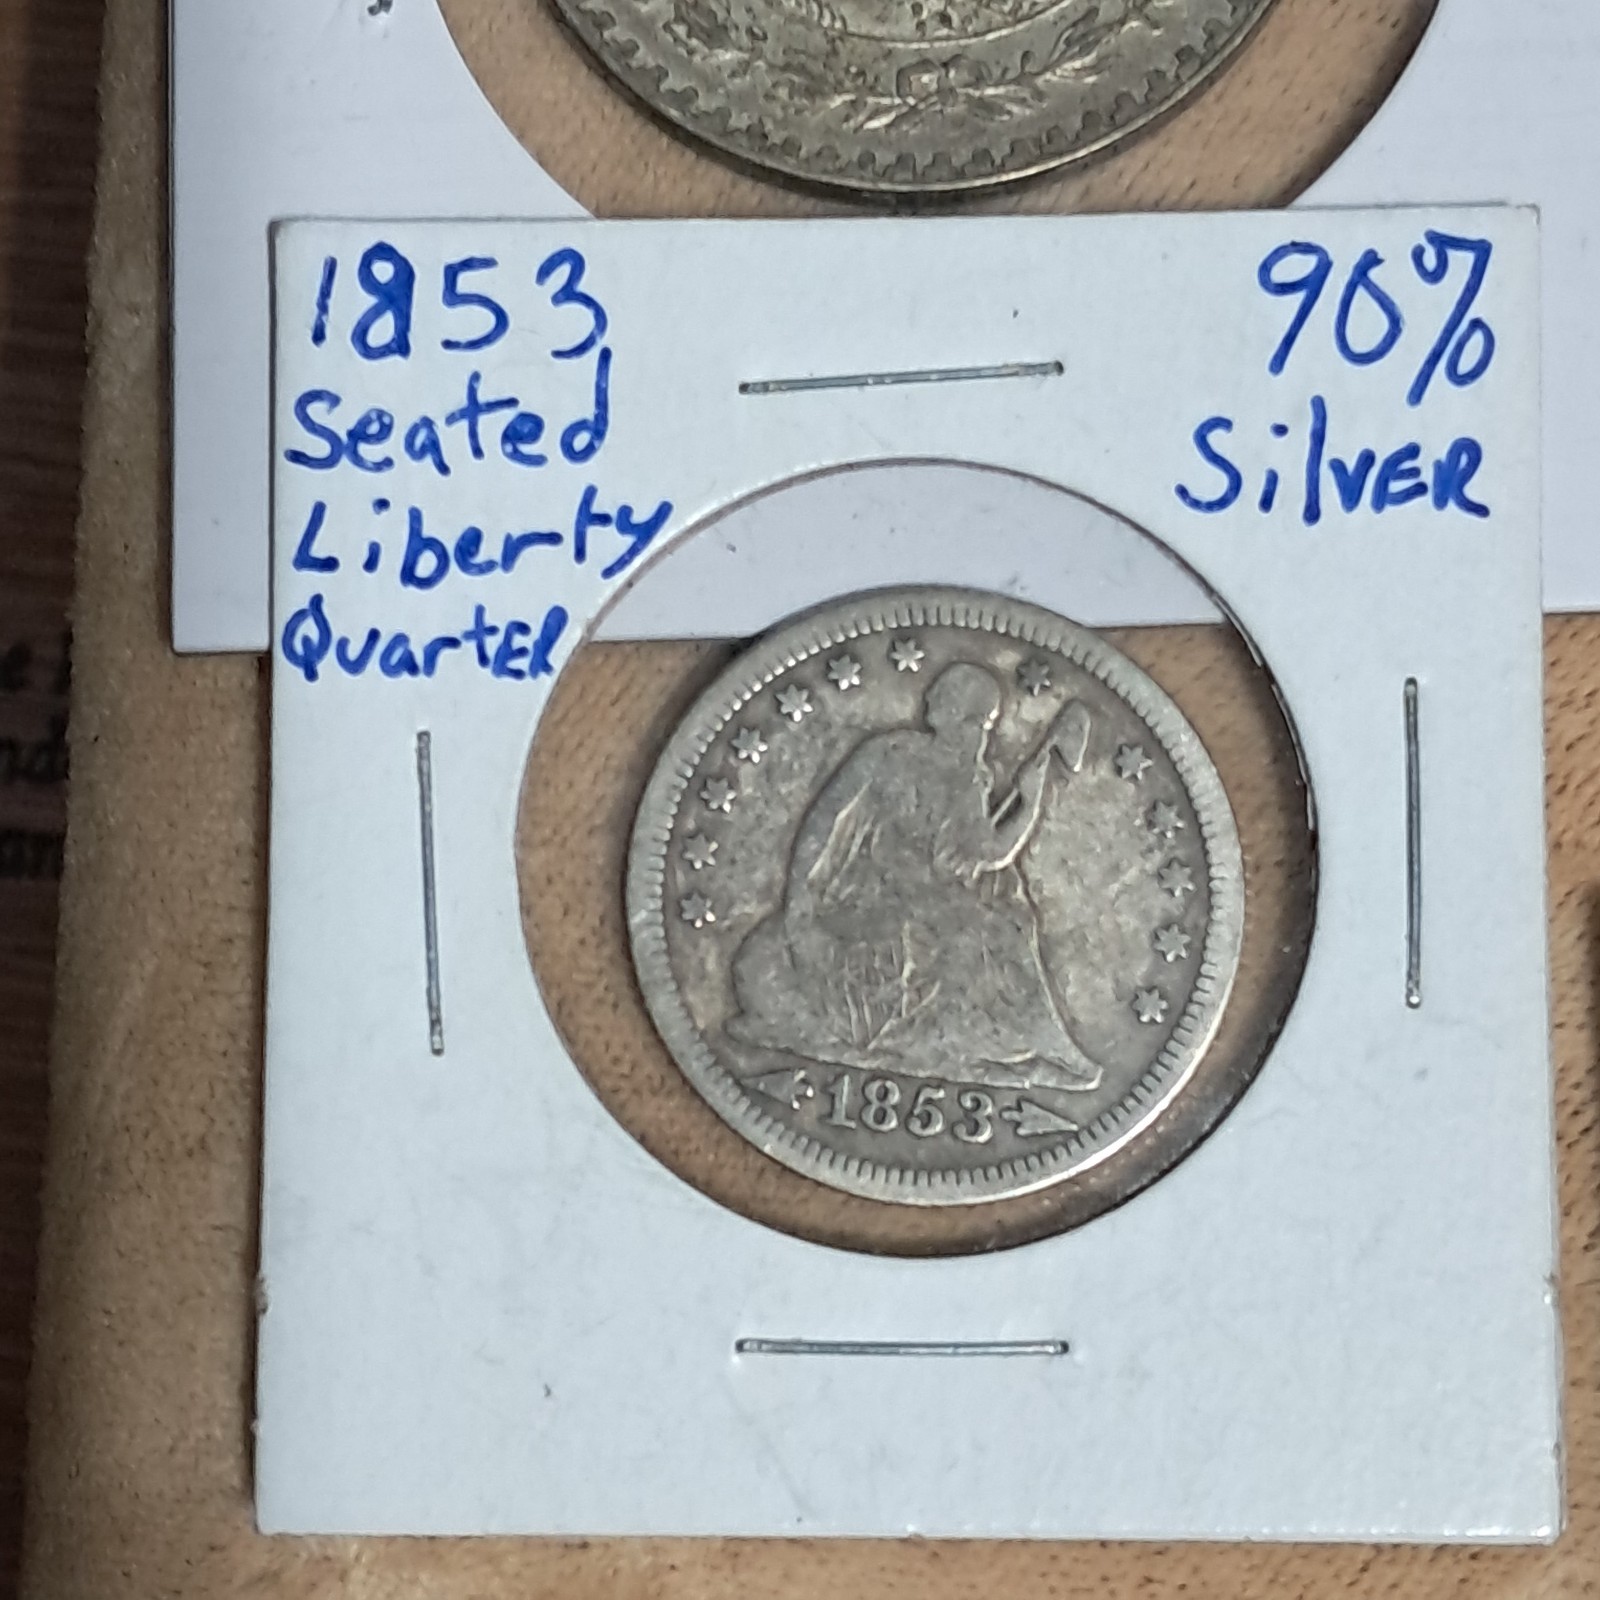 1853
Seated
Liberty
QuartER
90%
SilVER
1853